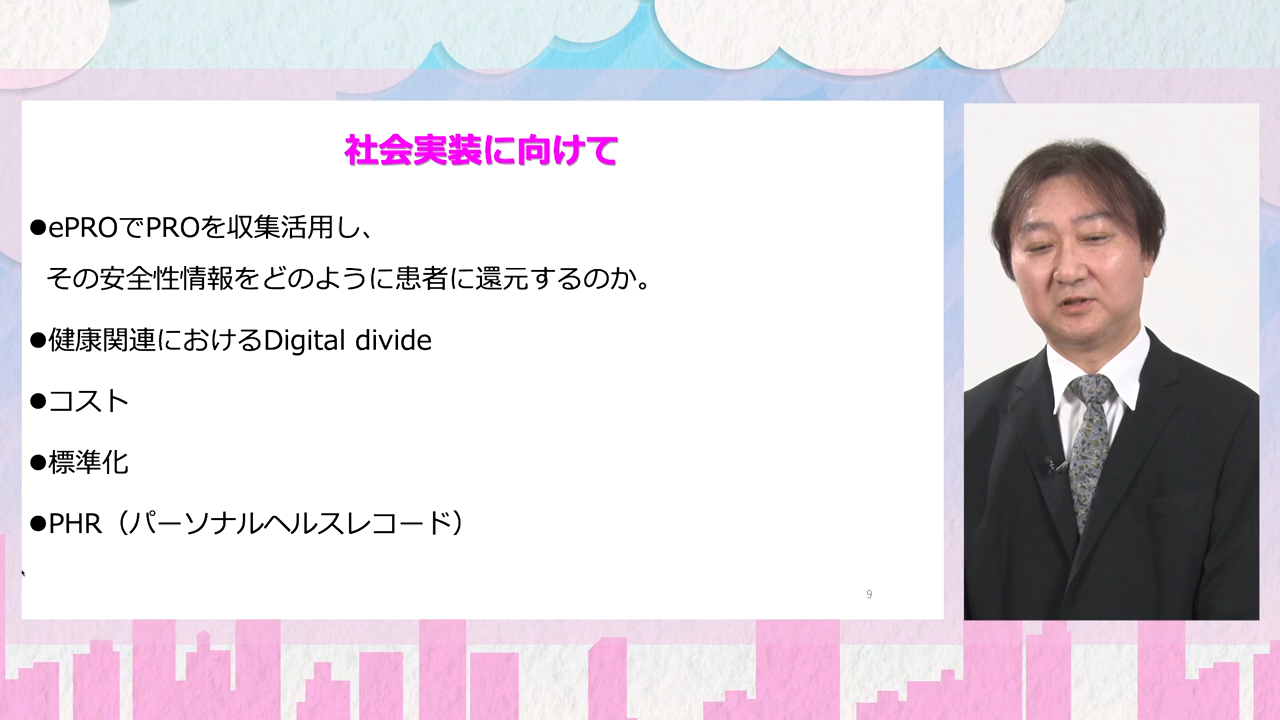 社会実装に向けて
●ePROでPROを収集活用し、
その安全性情報をどのように患者に還元するのか。
●健康関連におけるDigital divide
●コスト
●標準化
●PHR（パーソナルヘルスレコード）
9